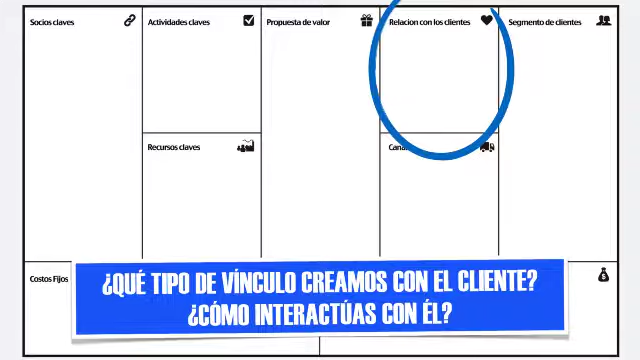 Socios claves
Actividades claves
Propuesta de valor
Relacion con los clientes
Segmento de clientes
Recursos claves
Costos Fijos
¿QUÉ TIPO DE VÍNCULO CREAMOS CON EL CLIENTE?
¿CÓMO INTERACTÚAS CON ÉL?